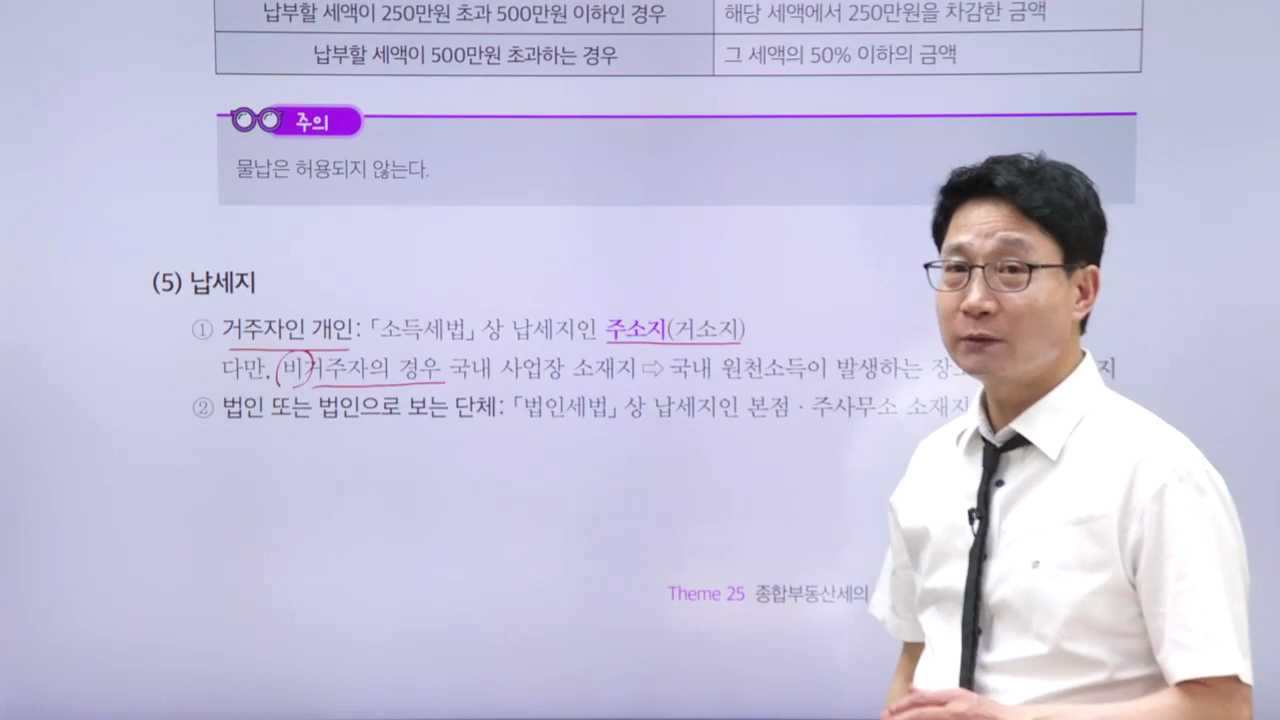 납부할 세액이 250만원 초과 500만원 이하인 경우
해당 세액에서 250만원을 차감한 금액
납부할 세액이 500만원 초과하는 경우
그 세액의 50% 이하의 금액
주의
물납은 허용되지 않는다.
(5) 납세지
① 거주자인 개인: 「소득세법」상 납세지인 주소지(거소지)
다만, 비거주자의 경우 국내 사업장 소재지 ⇨ 국내 원천소득이 발생하는 지
② 법인 또는 법인으로 보는 단체: 「법인세법」상 납세지인 본점 · 주사무소 소재지
Theme 25 종합부동산세의